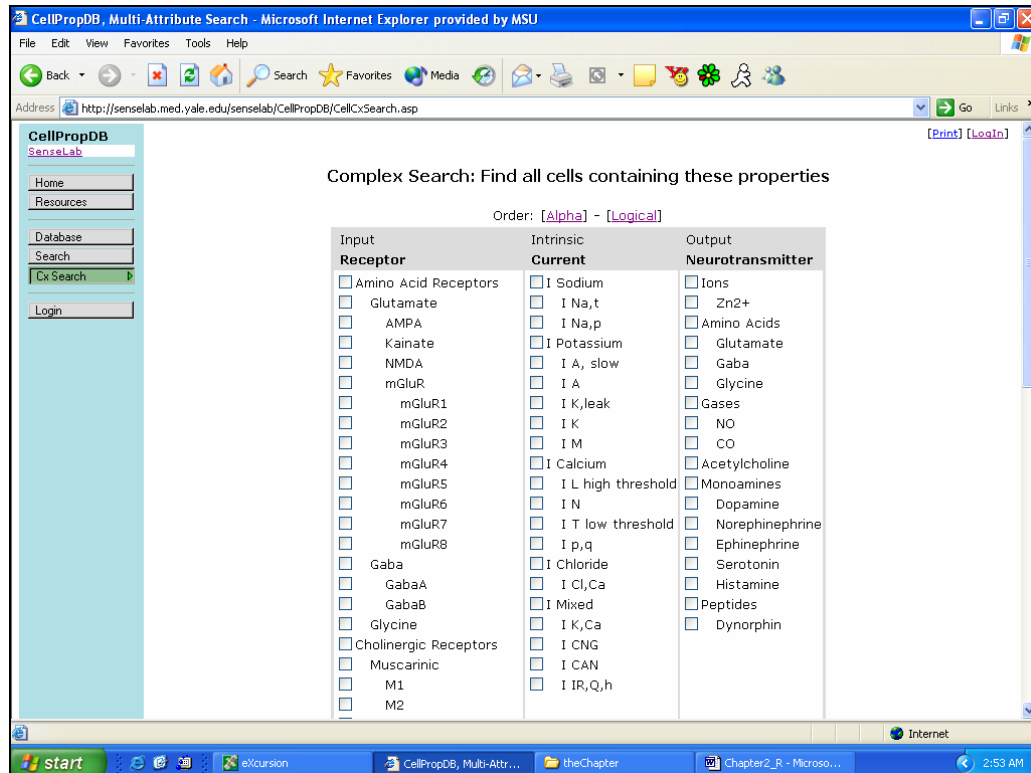 CellPropDB, Multi-Attribute Search - Microsoft Internet Explorer provided by MSU
File Edit View Favorites Tools Help
Back Search Favorites Media
Address http://senselab.med.yale.edu/senselab/CellPropDB/CellCxSearch.asp Go Links
CellPropDB
SenseLab
Home
Resources
Database
Search
Cx Search
Login
[Print] [LogIn]
Complex Search: Find all cells containing these properties
Order: [Alpha] - [Logical]
Input Intrinsic Output
Receptor Current Neurotransmitter
Amino Acid Receptors I Sodium Ions
Glutamate I Na,t Zn2+
AMPA I Na,p Amino Acids
Kainate I Potassium Glutamate
NMDA I A, slow Gaba
mGluR I A Glycine
mGluR1 I K,leak Gases
mGluR2 I K NO
mGluR3 I M CO
mGluR4 I Calcium Acetylcholine
mGluR5 I L high threshold Monoamines
mGluR6 I N Dopamine
mGluR7 I T low threshold Norephinephrine
mGluR8 I p,q Ephinephrine
Gaba I Chloride Serotonin
GabaA I Cl,Ca Histamine
GabaB I Mixed Peptides
Glycine I K,Ca Dynorphin
Cholinergic Receptors I CNG
Muscarinic I CAN
M1 I IR,Q,h
M2
Internet
start eXcursion CellPropDB, Multi-Attr... theChapter Chapter2_R - Microso... 2:53 AM